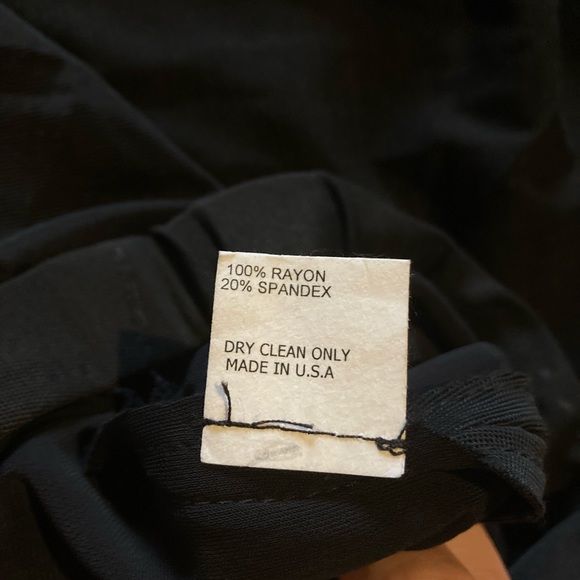 100% RAYON
20% SPANDEX
DRY CLEAN ONLY
MADE IN U.S.A